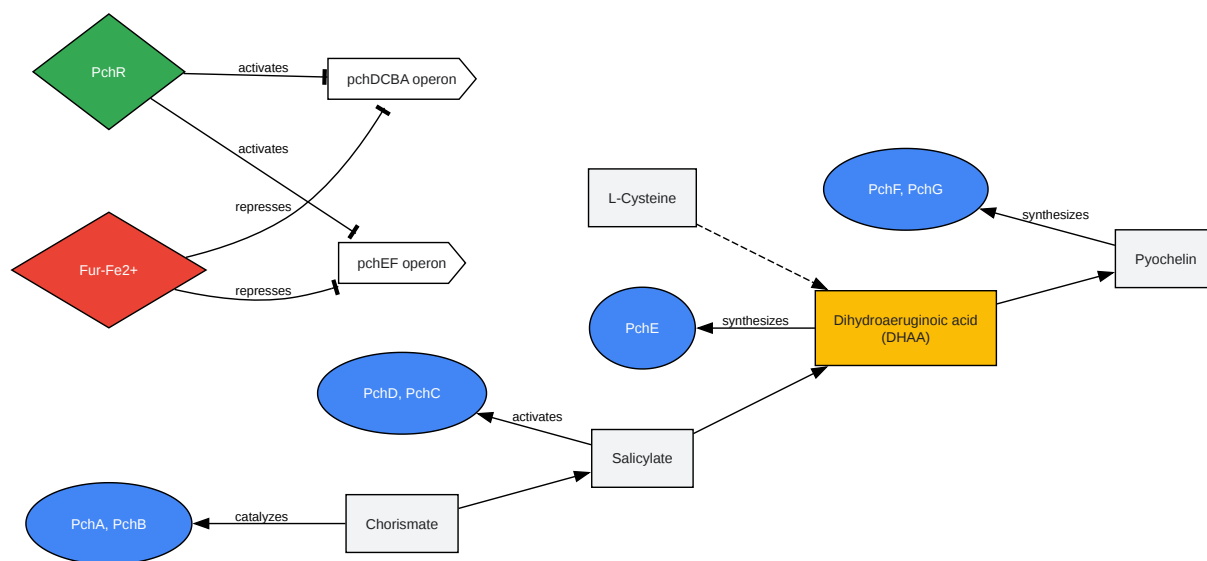 PchR
activates
pchDCBA operon
activates
represses
Fur-Fe2+
represses
pchEF operon
L-Cysteine
PchF, PchG
synthesizes
Pyochelin
PchE
synthesizes
Dihydroaeruginoic acid
(DHAA)
PchD, PchC
activates
Salicylate
PchA, PchB
catalyzes
Chorismate